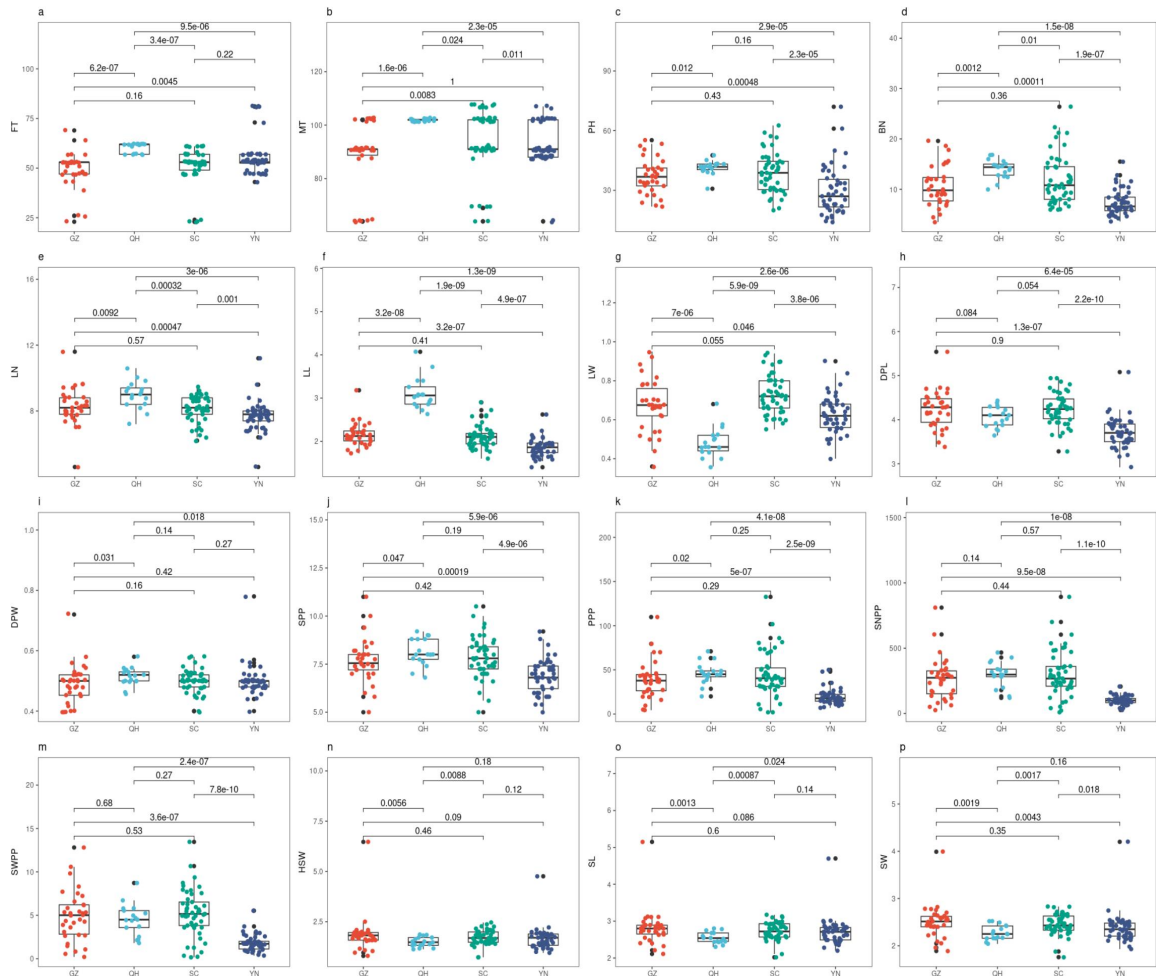 a b c d
9.5e-06 2.3e-05 2.9e-05 1.5e-08
3.4e-07 0.024 0.16 0.01
0.22 0.011 2.3e-05 1.9e-07
6.2e-07 1.6e-06 0.012 0.0012
0.0045 1 0.00048 0.00011
0.16 0.0083 0.43 0.36
FT MT PH BN
100 75 50 25
120 100 80
90 60 30
40 30 20 10
GZ QH SC YN GZ QH SC YN GZ QH SC YN GZ QH SC YN
e f g h
3e-06 1.3e-09 2.6e-06 6.4e-05
0.00032 1.9e-09 5.9e-09 0.054
0.001 4.9e-07 3.8e-06 2.2e-10
0.0092 3.2e-08 7e-06 0.084
0.00047 3.2e-07 0.046 1.3e-07
0.57 0.41 0.055 0.9
LN LL LW DPL
16 12 8
6 5 4 3 2
1.2 1.0 0.8 0.6 0.4
7 6 5 4 3
GZ QH SC YN GZ QH SC YN GZ QH SC YN GZ QH SC YN
i j k l
0.018 5.9e-06 4.1e-08 1e-08
0.14 0.19 0.25 0.57
0.27 4.9e-06 2.5e-09 1.1e-10
0.031 0.047 0.02 0.14
0.42 0.00019 5e-07 9.5e-08
0.16 0.42 0.29 0.44
DPW SPP PPP SNPP
1.0 0.8 0.6 0.4
15.0 12.5 10.0 7.5 5.0
200 150 100 50 0
1500 1000 500 0
GZ QH SC YN GZ QH SC YN GZ QH SC YN GZ QH SC YN
m n o p
2.4e-07 0.18 0.024 0.16
0.27 0.0088 0.00087 0.0017
7.8e-10 0.12 0.14 0.018
0.68 0.0056 0.0013 0.0019
3.6e-07 0.09 0.086 0.0043
0.53 0.46 0.6 0.35
SWPP HSW SL SW
20 15 10 5 0
10.0 7.5 5.0 2.5
7 6 5 4 3 2
5 4 3 2
GZ QH SC YN GZ QH SC YN GZ QH SC YN GZ QH SC YN